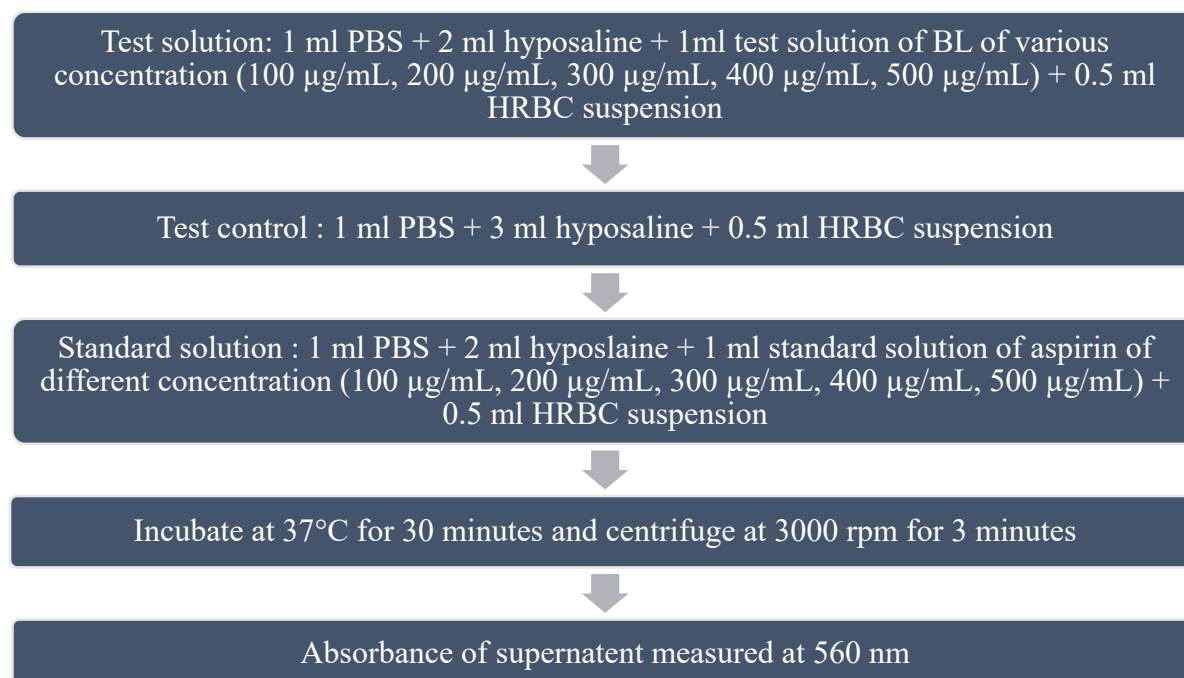 Test solution: 1 ml PBS + 2 ml hyposaline + 1ml test solution of BL of various
concentration (100 µg/mL, 200 µg/mL, 300 µg/mL, 400 µg/mL, 500 µg/mL) + 0.5 ml
HRBC suspension
Test control : 1 ml PBS + 3 ml hyposaline + 0.5 ml HRBC suspension
Standard solution : 1 ml PBS + 2 ml hyposlaine + 1 ml standard solution of aspirin of
different concentration (100 µg/mL, 200 µg/mL, 300 µg/mL, 400 µg/mL, 500 µg/mL) +
0.5 ml HRBC suspension
Incubate at 37°C for 30 minutes and centrifuge at 3000 rpm for 3 minutes
Absorbance of supernatent measured at 560 nm